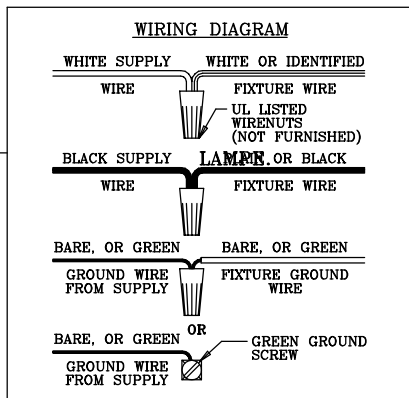 WIRING DIAGRAM
WHITE SUPPLY WHITE OR IDENTIFIED
WIRE FIXTURE WIRE
UL LISTED
WIRENUTS
(NOT FURNISHED)
BLACK SUPPLY OR BLACK
LAMPE.
WIRE FIXTURE WIRE
BARE, OR GREEN BARE, OR GREEN
GROUND WIRE FIXTURE GROUND
FROM SUPPLY WIRE
OR
BARE, OR GREEN GREEN GROUND
SCREW
GROUND WIRE
FROM SUPPLY